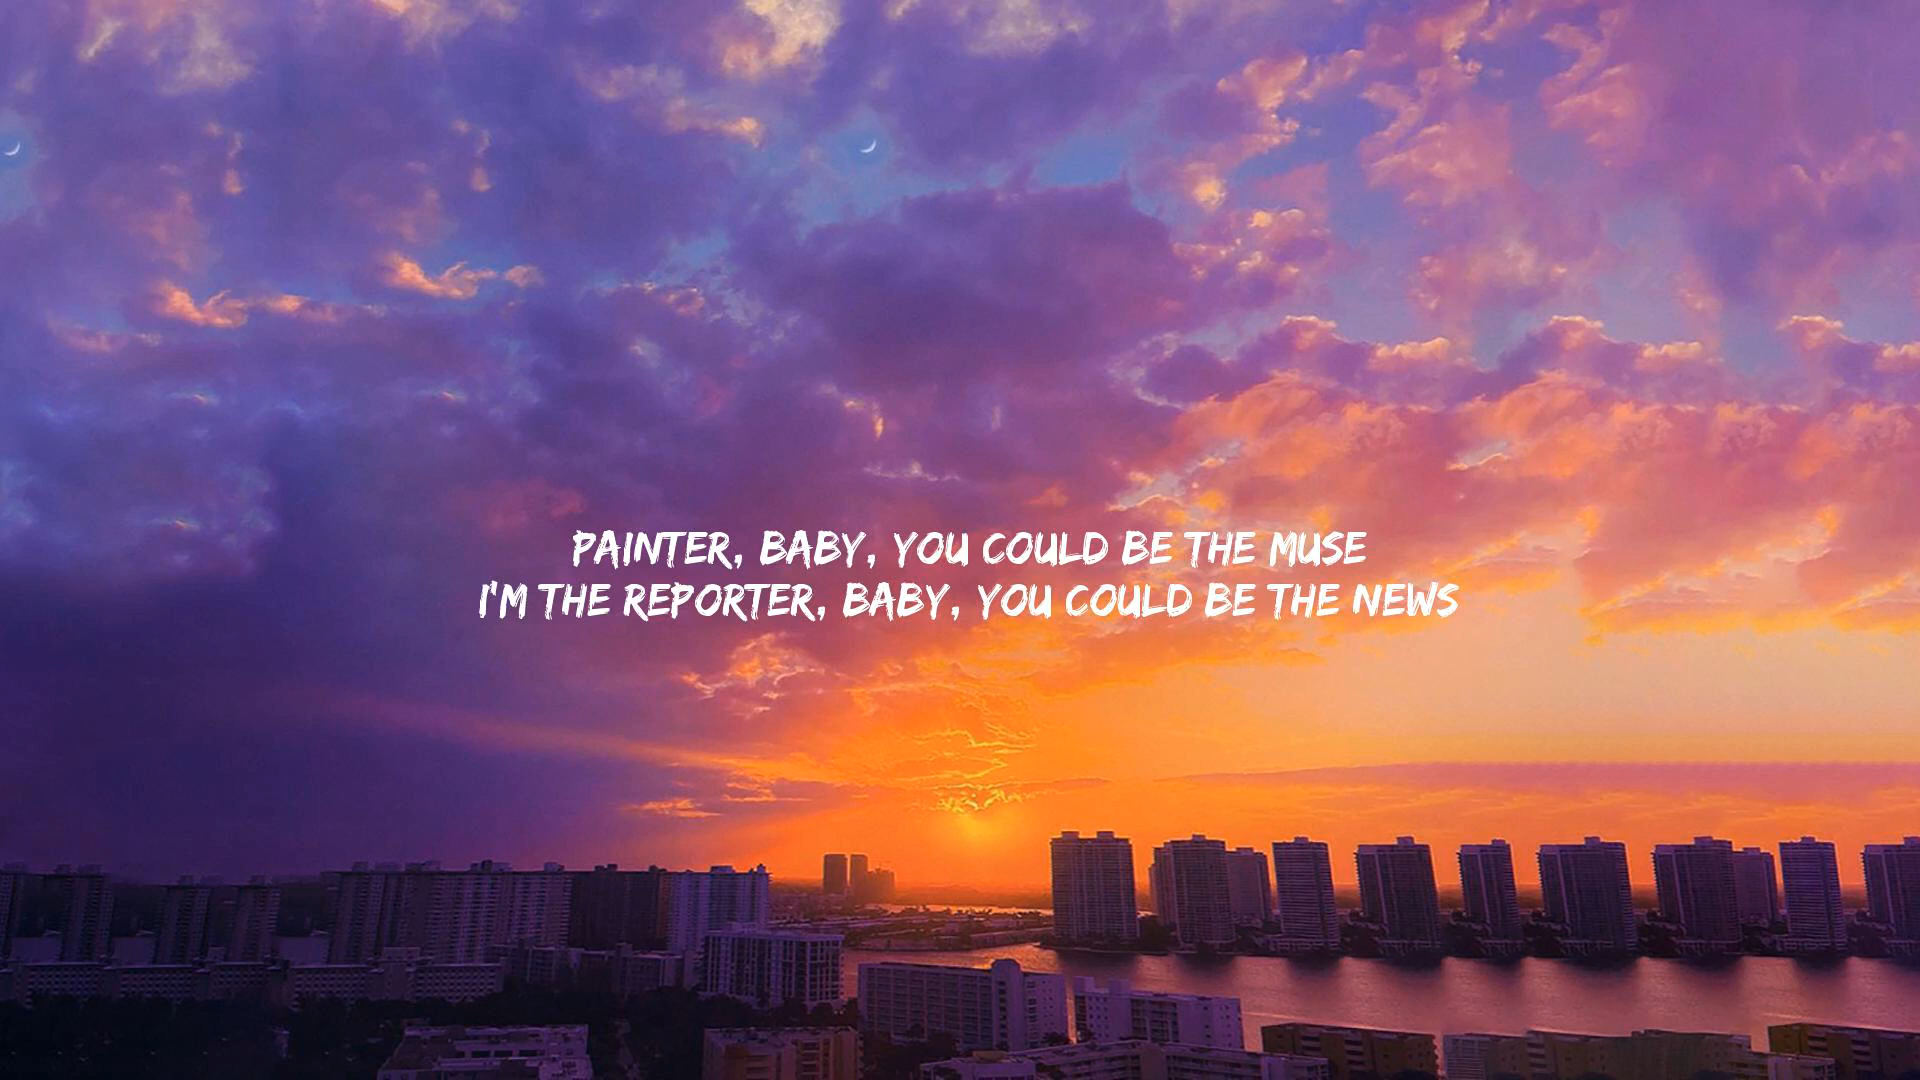 PAINTER, BABY, YOU COULD BE THE MUSE
I'M THE REPORTER, BABY, YOU COULD BE THE NEWS